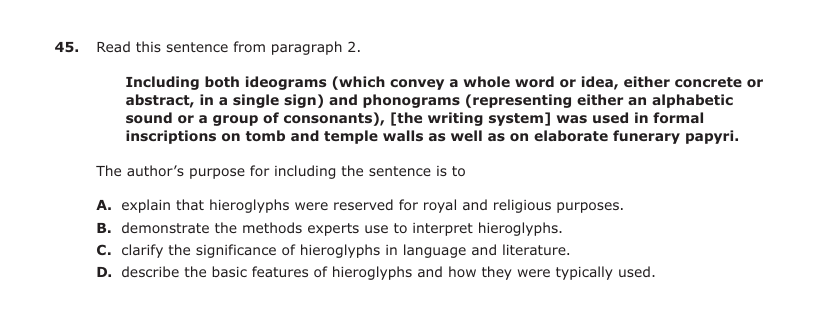 45. Read this sentence from paragraph 2.
Including both ideograms (which convey a whole word or idea, either concrete or
abstract, in a single sign) and phonograms (representing either an alphabetic
sound or a group of consonants), [the writing system] was used in formal
inscriptions on tomb and temple walls as well as on elaborate funerary papyri.
The author’s purpose for including the sentence is to
A. explain that hieroglyphs were reserved for royal and religious purposes.
B. demonstrate the methods experts use to interpret hieroglyphs.
C. clarify the significance of hieroglyphs in language and literature.
D. describe the basic features of hieroglyphs and how they were typically used.